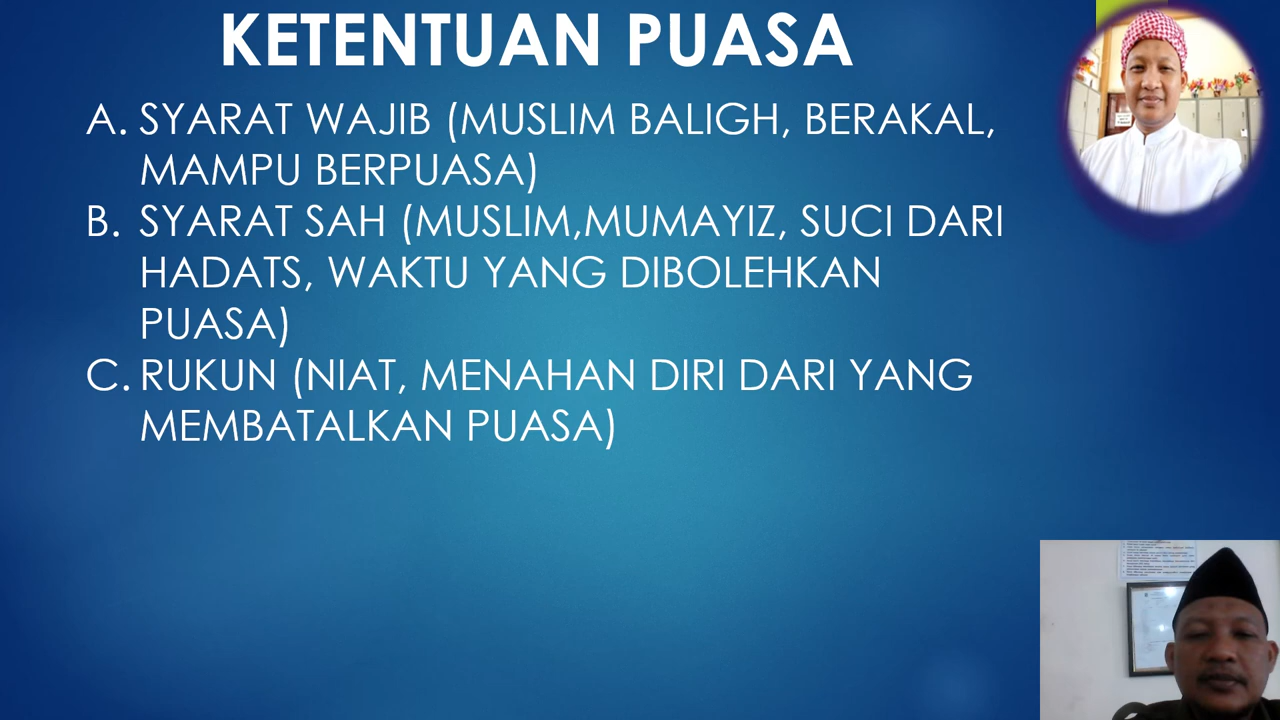 KETENTUAN PUASA
A. SYARAT WAJIB (MUSLIM BALIGH, BERAKAL,
MAMPU BERPUASA)
B. SYARAT SAH (MUSLIM,MUMAYIZ, SUCI DARI
HADATS, WAKTU YANG DIBOLEHKAN
PUASA)
C. RUKUN (NIAT, MENAHAN DIRI DARI YANG
MEMBATALKAN PUASA)